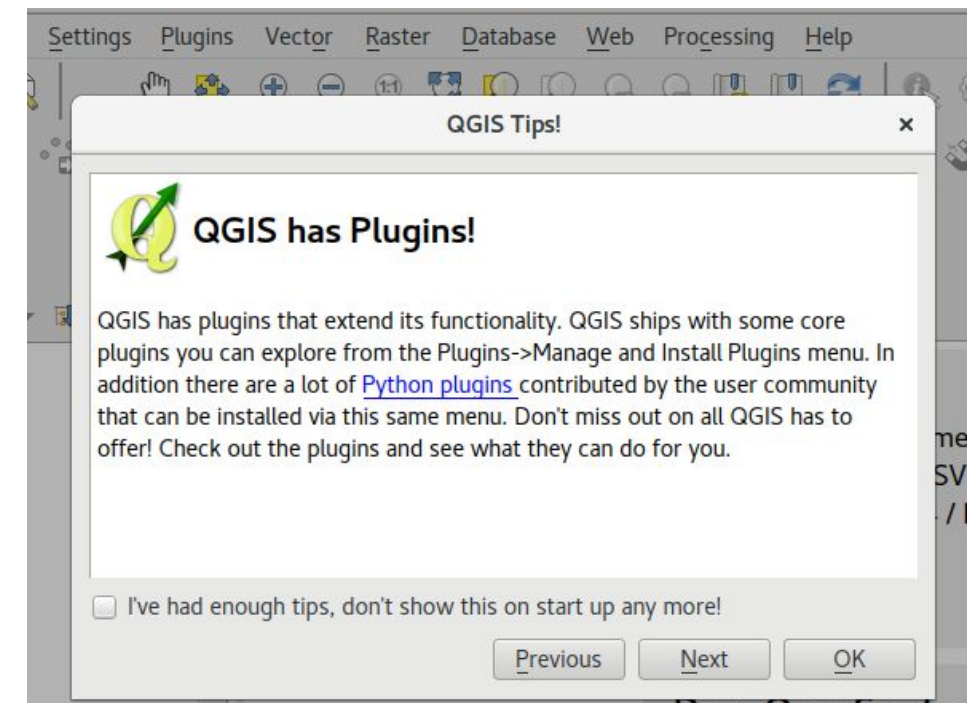 Settings Plugins Vector Raster Database Web Processing Help
1:1
QGIS Tips!
QGIS has Plugins!
QGIS has plugins that extend its functionality. QGIS ships with some core
plugins you can explore from the Plugins->Manage and Install Plugins menu. In
addition there are a lot of Python plugins contributed by the user community
that can be installed via this same menu. Don't miss out on all QGIS has to
offer! Check out the plugins and see what they can do for you.
I've had enough tips, don't show this on start up any more!
Previous Next OK